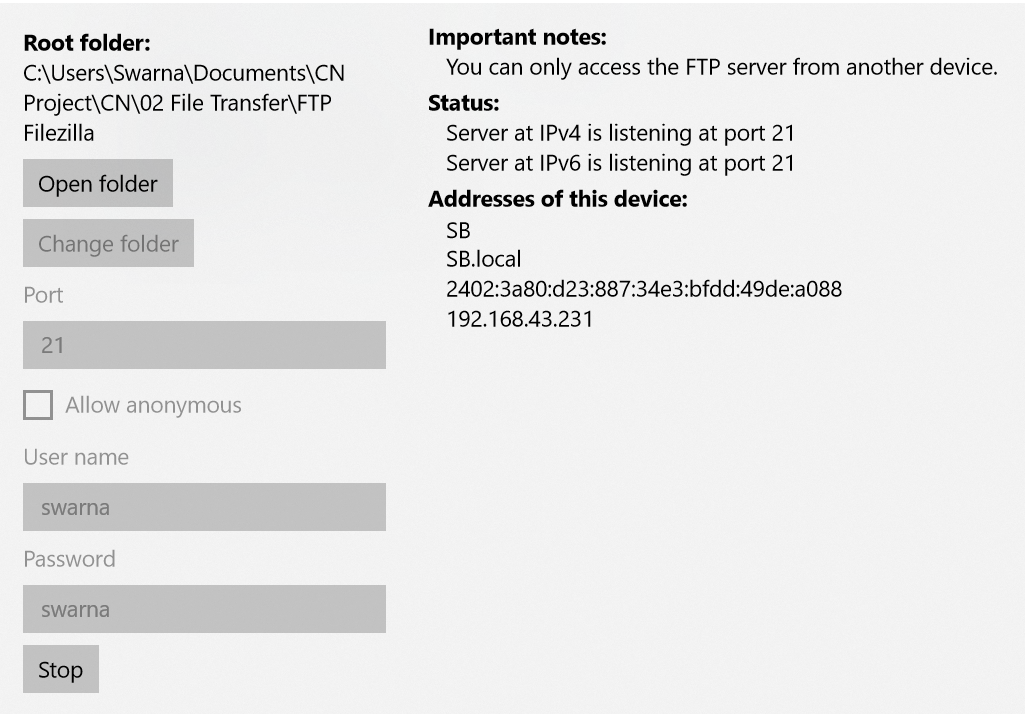 Root folder:
C:\Users\Swarna\Documents\CN
Project\CN\02 File Transfer\FTP
Filezilla
Open folder
Change folder
Port
21
Allow anonymous
User name
swarna
Password
swarna
Stop
Important notes:
You can only access the FTP server from another device.
Status:
Server at IPv4 is listening at port 21
Server at IPv6 is listening at port 21
Addresses of this device:
SB
SB.local
2402:3a80:d23:887:34e3:bfdd:49de:a088
192.168.43.231